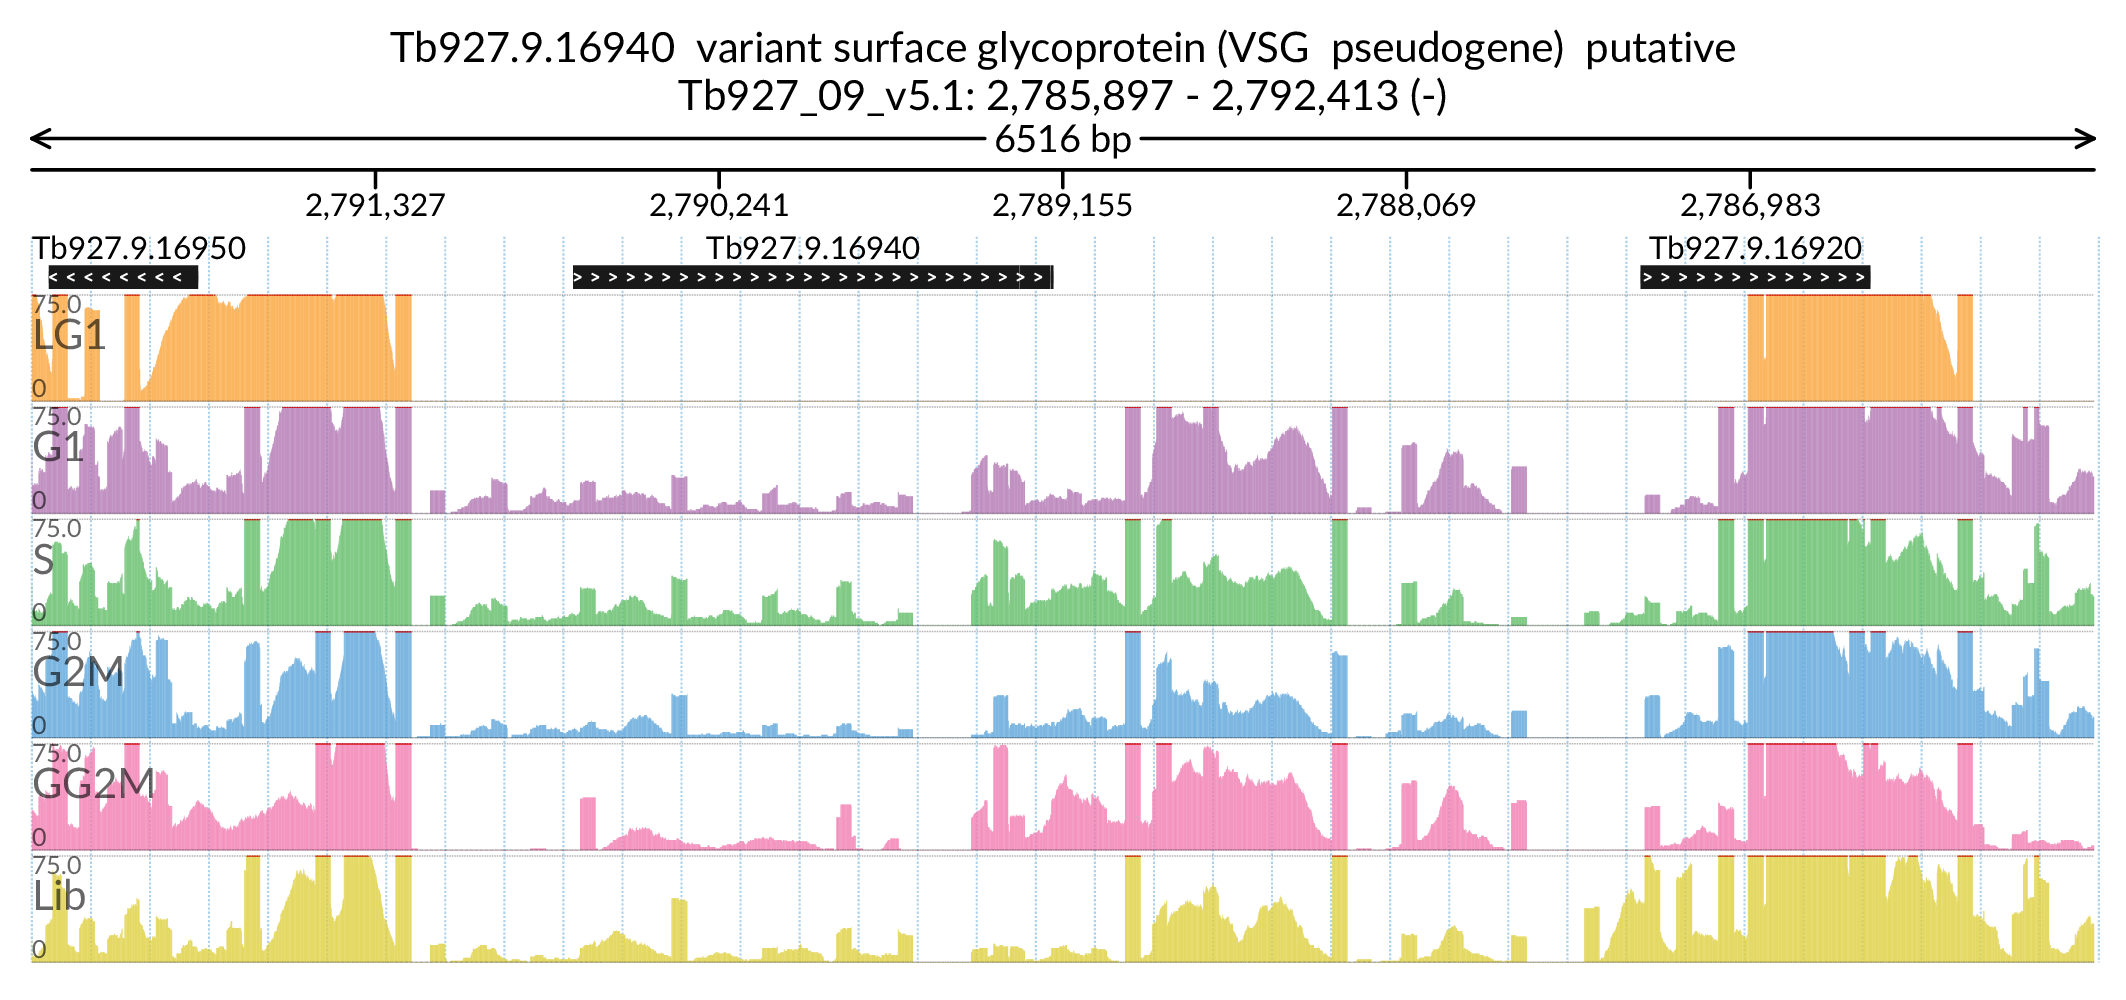 Tb927.9.16940 variant surface glycoprotein (VSG pseudogene) putative
Tb927_09_v5.1: 2,785,897 - 2,792,413 (-)
6516 bp
2,791,327 2,790,241 2,789,155 2,788,069 2,786,983
Tb927.9.16950 Tb927.9.16940 Tb927.9.16920
75.0
LG1
0
75.0
G1
0
75.0
S
0
75.0
G2M
0
75.0
GG2M
0
75.0
Lib
0